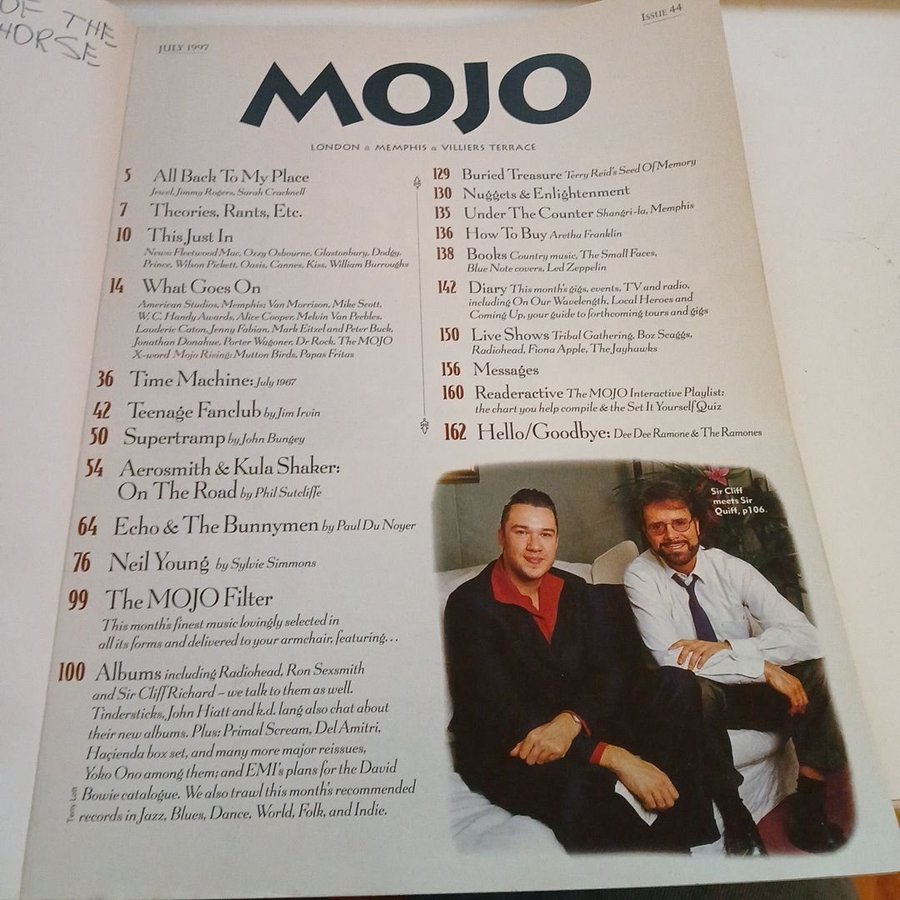 OF THE
HORSE
JULY 1997
ISSUE 44
MOJO
LONDON & MEMPHIS & VILLIERS TERRACE
5 All Back To My Place
Jewel, Jimmy Rogers, Sarah Cracknell
7 Theories, Rants, Etc.
10 This Just In
News: Fleetwood Mac, Ozzy Osbourne, Glastonbury, Dodgy,
Prince, Wilson Pickett, Oasis, Cannes, Kiss, William Burroughs
14 What Goes On
American Studios, Memphis; Van Morrison, Mike Scott,
W.C. Handy Awards, Alice Cooper, Melvin Van Peebles,
Lauderic Caton, Jenny Fabian, Mark Eitzel and Peter Buck,
Jonathan Donahue, Porter Wagoner, Dr Rock, The MOJO
X-word Mojo Rising: Mutton Birds, Papas Fritas
36 Time Machine: July 1967
42 Teenage Fanclub by Jim Irvin
50 Supertramp by John Bungey
54 Aerosmith & Kula Shaker:
On The Road by Phil Sutcliffe
64 Echo & The Bunnymen by Paul Du Noyer
76 Neil Young by Sylvie Simmons
99 The MOJO Filter
This month's finest music lovingly selected in
all its forms and delivered to your armchair, featuring…
100 Albums including Radiohead, Ron Sexsmith
and Sir Cliff Richard – we talk to them as well.
Tindersticks, John Hiatt and k.d. lang also chat about
their new albums. Plus: Primal Scream, Del Amitri,
Haçienda box set, and many more major reissues,
Yoko Ono among them; and EMI's plans for the David
Bowie catalogue. We also trawl this month's recommended
records in Jazz, Blues, Dance, World, Folk, and Indie.
129 Buried Treasure Terry Reid's Seed Of Memory
130 Nuggets & Enlightenment
135 Under The Counter Shangri-la, Memphis
136 How To Buy Aretha Franklin
138 Books Country music, The Small Faces,
Blue Note covers, Led Zeppelin
142 Diary This month's gigs, events, TV and radio,
including On Our Wavelength, Local Heroes and
Coming Up, your guide to forthcoming tours and gigs
150 Live Shows Tribal Gathering, Boz Scaggs,
Radiohead, Fiona Apple, The Jayhawks
156 Messages
160 Readeractive The MOJO Interactive Playlist:
the chart you help compile & the Set It Yourself Quiz
162 Hello/Goodbye: Dee Dee Ramone & The Ramones
Sir Cliff
meets Sir
Quiff, p106.